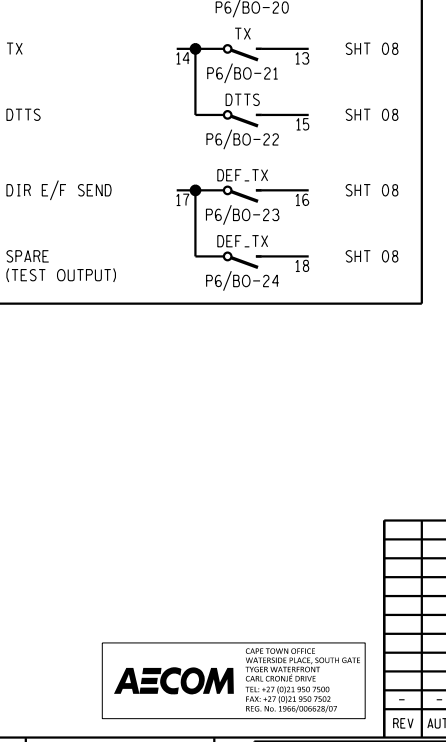 P6/BO-20
TX
TX
14
13
SHT 08
P6/BO-21
DTTS
DTTS
15
SHT 08
P6/BO-22
DEF_TX
DIR E/F SEND
17
16
SHT 08
P6/BO-23
DEF_TX
SPARE
(TEST OUTPUT)
18
SHT 08
P6/BO-24
AECOM
CAPE TOWN OFFICE
WATERSIDE PLACE, SOUTH GATE
TYGER WATERFRONT
CARL CRONJÉ DRIVE
TEL: +27 (0)21 950 7500
FAX: +27 (0)21 950 7502
REG. No. 1966/006628/07
- -
REV AUT